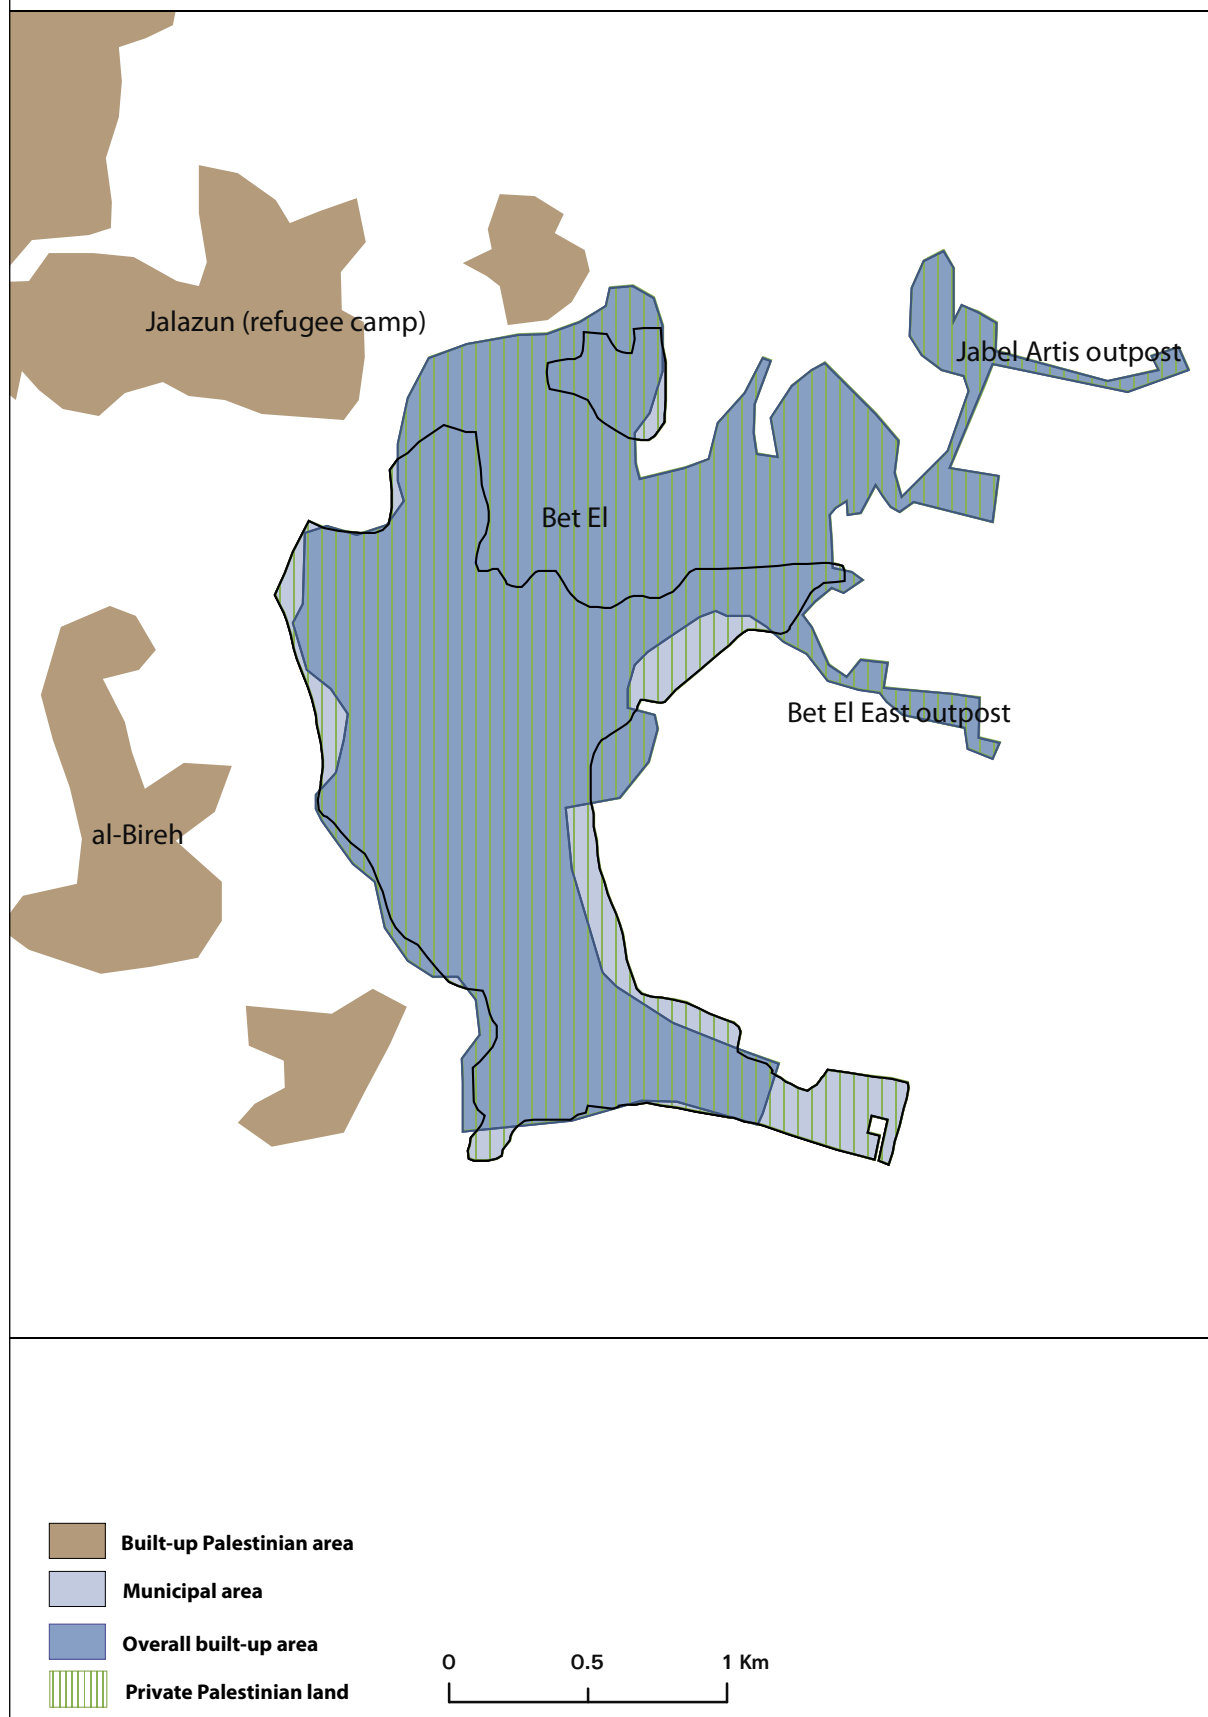 Jalazun (refugee camp)
Jabel Artis outpost
Bet El
Bet El East outpost
al-Bireh
Built-up Palestinian area
Municipal area
Overall built-up area
Private Palestinian land
0 0.5 1 Km